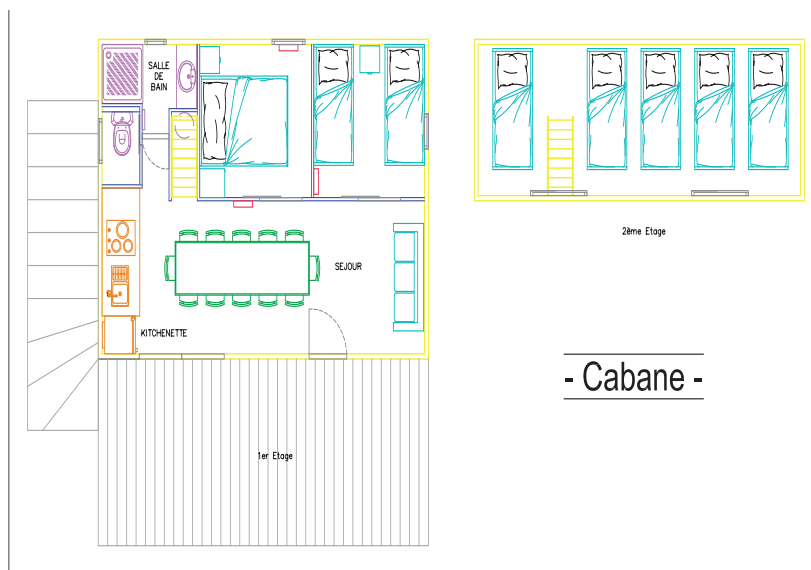 SALLE
DE
BAIN
SEJOUR
KITCHENETTE
1er Etage
2ème Etage
- Cabane -